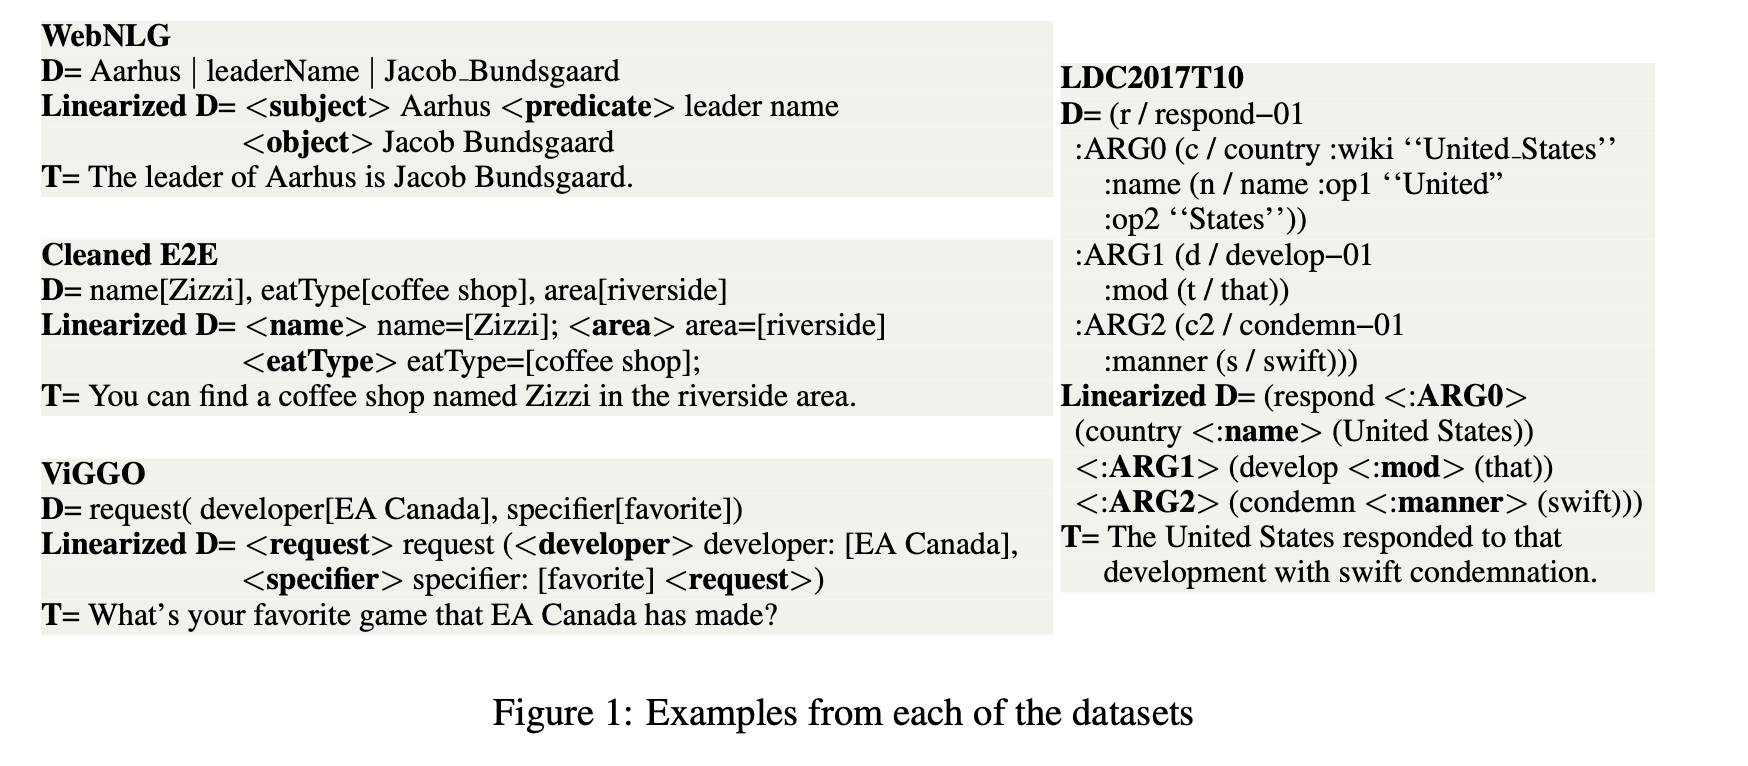 WebNLG
D= Aarhus | leaderName | Jacob_Bundsgaard
Linearized D= <subject> Aarhus <predicate> leader name
<object> Jacob Bundsgaard
T= The leader of Aarhus is Jacob Bundsgaard.
Cleaned E2E
D= name[Zizzi], eatType[coffee shop], area[riverside]
Linearized D= <name> name=[Zizzi]; <area> area=[riverside]
<eatType> eatType=[coffee shop];
T= You can find a coffee shop named Zizzi in the riverside area.
ViGGO
D= request( developer[EA Canada], specifier[favorite])
Linearized D= <request> request (<developer> developer: [EA Canada],
<specifier> specifier: [favorite] <request>)
T= What’s your favorite game that EA Canada has made?
LDC2017T10
D= (r / respond–01
:ARG0 (c / country :wiki ‘‘United_States’’
:name (n / name :op1 ‘‘United”
:op2 ‘‘States’’))
:ARG1 (d / develop–01
:mod (t / that))
:ARG2 (c2 / condemn–01
:manner (s / swift)))
Linearized D= (respond <:ARG0>
(country <:name> (United States))
<:ARG1> (develop <:mod> (that))
<:ARG2> (condemn <:manner> (swift)))
T= The United States responded to that
development with swift condemnation.
Figure 1: Examples from each of the datasets